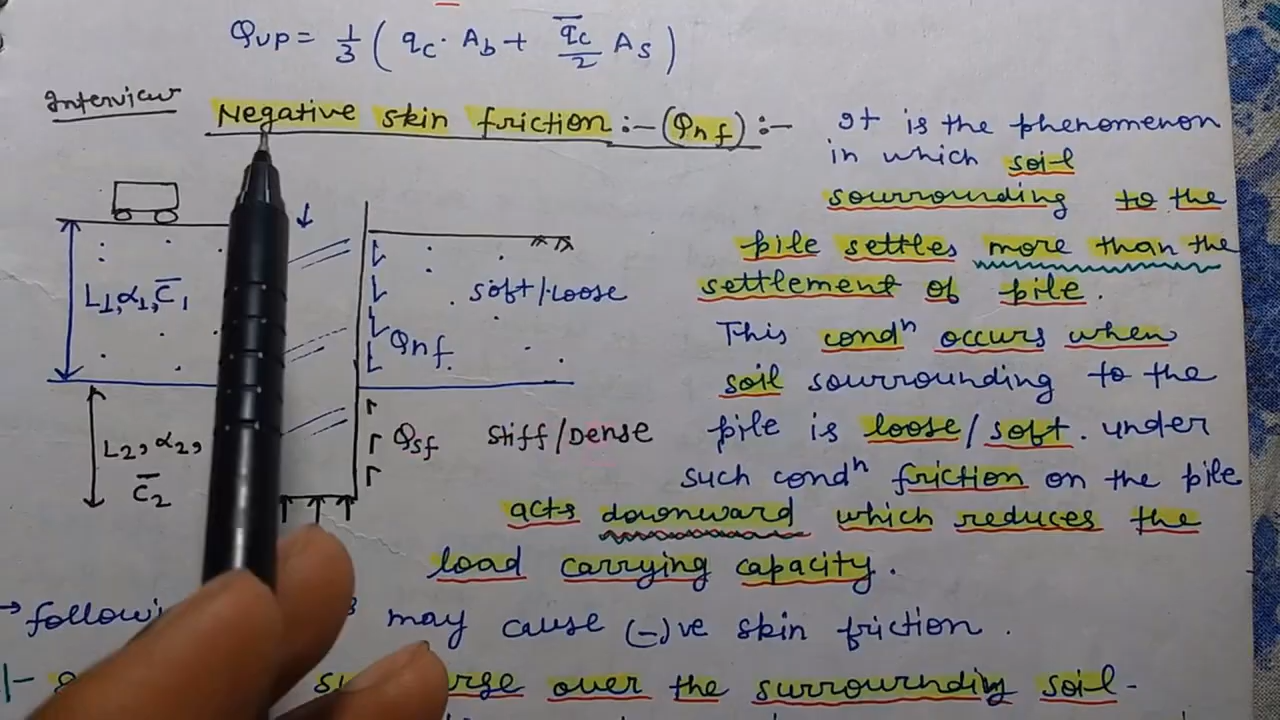 Qup = 1/3 ( qc · Ab + q̅c/2 As )
Interview
Negative skin friction :- (Qnf) :-
It is the phenomenon
in which soil
sourrounding to the
pile settles more than the
settlement of pile.
This condn occurs when
soil sourrounding to the
pile is loose/soft. under
such condn friction on the pile
acts downward which reduces the
load carrying capacity.
L1, α1, C̅1
soft/loose
Qnf.
L2, α2,
C̅2
Qsf
stiff/Dense
→ followi
may cause (-)ve skin friction.
over the surrounding soil-